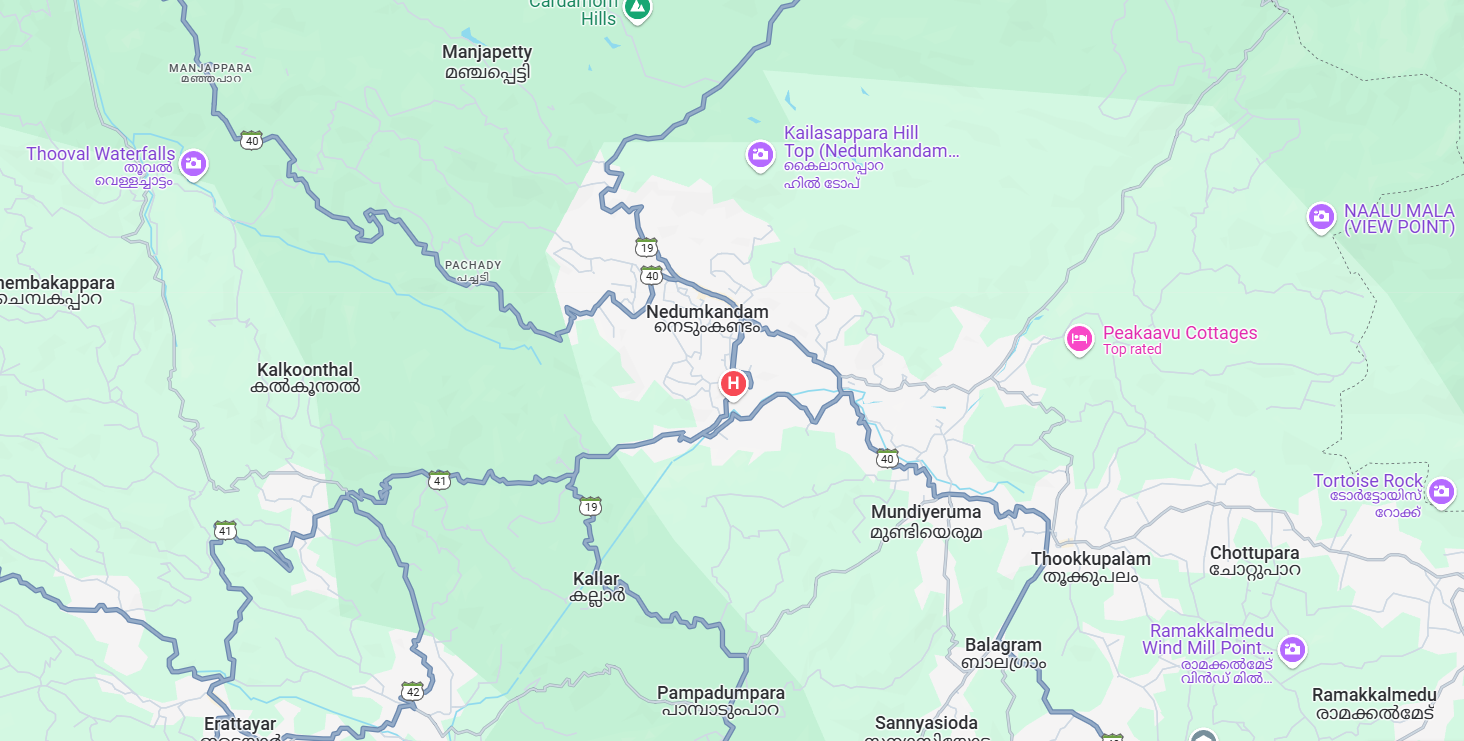 Cardamom
Hills
Manjapetty
മഞ്ചപ്പെട്ടി
MANJAPPARA
മഞ്ഞപാറ
40
Kailasappara Hill
Top (Nedumkandam...
കൈലാസപ്പാറ
ഹിൽ ടോപ്
Thooval Waterfalls
തൂവൽ
വെള്ളച്ചാട്ടം
NAALU MALA
(VIEW POINT)
19
PACHADY
പച്ചടി
40
hembakappara
ചെമ്പകപ്പാറ
Nedumkandam
നെടുംകണ്ടം
Peakaavu Cottages
Top rated
Kalkoonthal
കൽകൂന്തൽ
H
40
41
Tortoise Rock
ടോർട്ടോയിസ്
റോക്ക്
19
Mundiyeruma
മുണ്ടിയെരുമ
41
Thookkupalam
തൂക്കുപലം
Chottupara
ചോറ്റുപാറ
Kallar
കല്ലാർ
Ramakkalmedu
Wind Mill Point...
രാമക്കൽമേട്
വിൻഡ് മിൽ...
Balagram
ബാലഗ്രാം
42
Pampadumpara
പാമ്പാടുംപാറ
Ramakkalmedu
രാമക്കൽമേട്
Erattayar
Sannyasioda